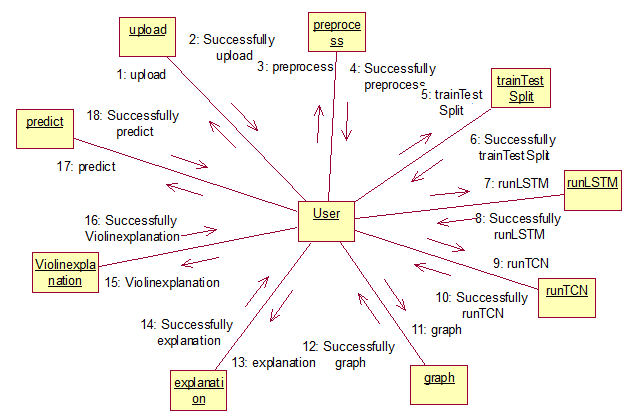 upload
2: Successfully
upload
1: upload
preproce
ss
3: preprocess
4: Successfully
preprocess
trainTest
Split
5: trainTest
Split
6: Successfully
trainTestSplit
runLSTM
7: runLSTM
8: Successfully
runLSTM
9: runTCN
runTCN
10: Successfully
runTCN
11: graph
graph
12: Successfully
graph
13: explanation
explanati
on
14: Successfully
explanation
15: Violinexplanation
Violinexpla
nation
16: Successfully
Violinexplanation
17: predict
predict
18: Successfully
predict
User